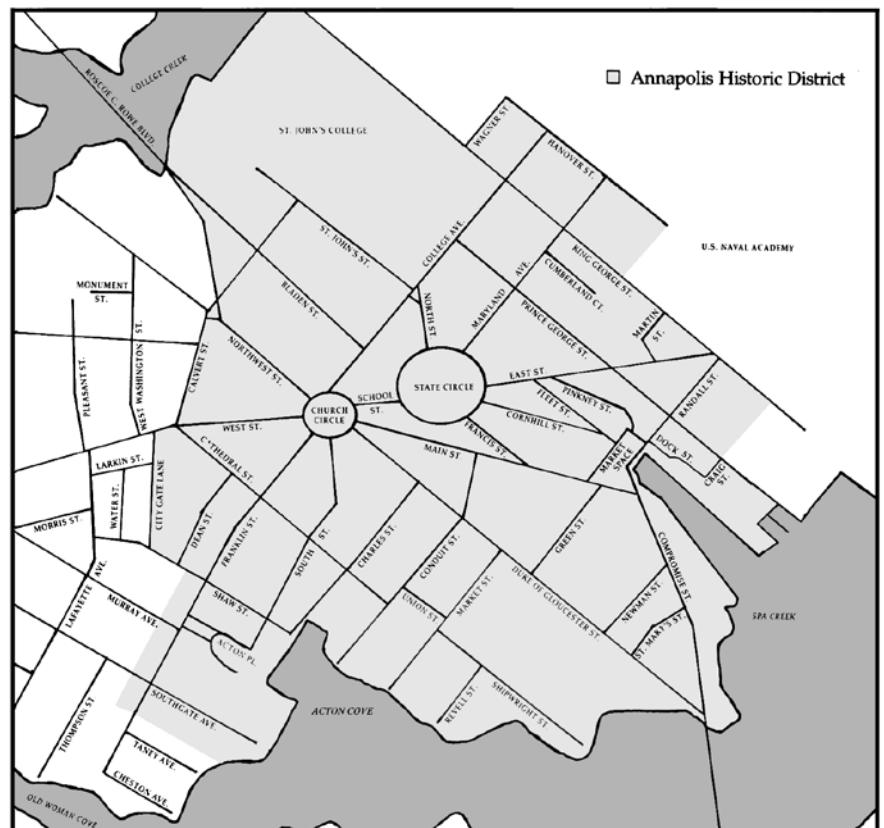 COLLEGE CREEK
ROSCOE C. ROWE BLVD
Annapolis Historic District
ST. JOHN'S COLLEGE
WAGNER ST.
HANOVER ST.
U.S. NAVAL ACADEMY
ST. JOHN'S ST.
COLLEGE AVE.
KING GEORGE ST.
CUMBERLAND CT.
MARYLAND AVE.
MONUMENT ST.
BLADEN ST.
NORTH ST.
PRINCE GEORGE ST.
MARTIN ST.
PLEASANT ST.
WEST WASHINGTON ST.
CALVERT ST.
NORTHWEST ST.
STATE CIRCLE
SCHOOL ST.
CHURCH CIRCLE
EAST ST.
PINKNEY ST.
FLEET ST.
CORNHILL ST.
RANDALL ST.
WEST ST.
MAIN ST
FRANCIS ST.
MARKET SPACE
DOCK ST.
CRAIG ST.
LARKIN ST.
CATHEDRAL ST.
WATER ST.
CITY GATE LANE
MORRIS ST.
DEAN ST.
FRANKLIN ST.
SOUTH ST.
CHARLES ST.
CONDUIT ST.
GREEN ST.
COMPROMISE ST.
LAFAYETTE AVE.
MURRAY AVE.
SHAW ST.
UNION ST.
MARKET ST.
DUKE OF GLOUCESTER ST.
NEWMAN ST.
ST. MARY'S ST.
SPA CREEK
ACTON PL.
ACTON COVE
REVELL ST.
SHIPWRIGHT ST.
SOUTHGATE AVE.
THOMPSON ST
TANEY AVE.
CHESTON AVE.
OLD WOMAN COVE